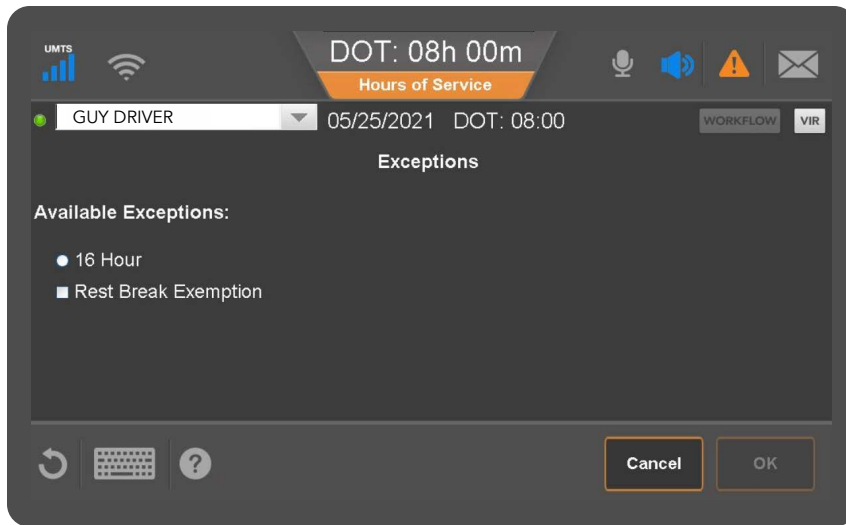 UMTS
DOT: 08h 00m
Hours of Service
GUY DRIVER
05/25/2021 DOT: 08:00
WORKFLOW
VIR
Exceptions
Available Exceptions:
16 Hour
Rest Break Exemption
?
Cancel
OK